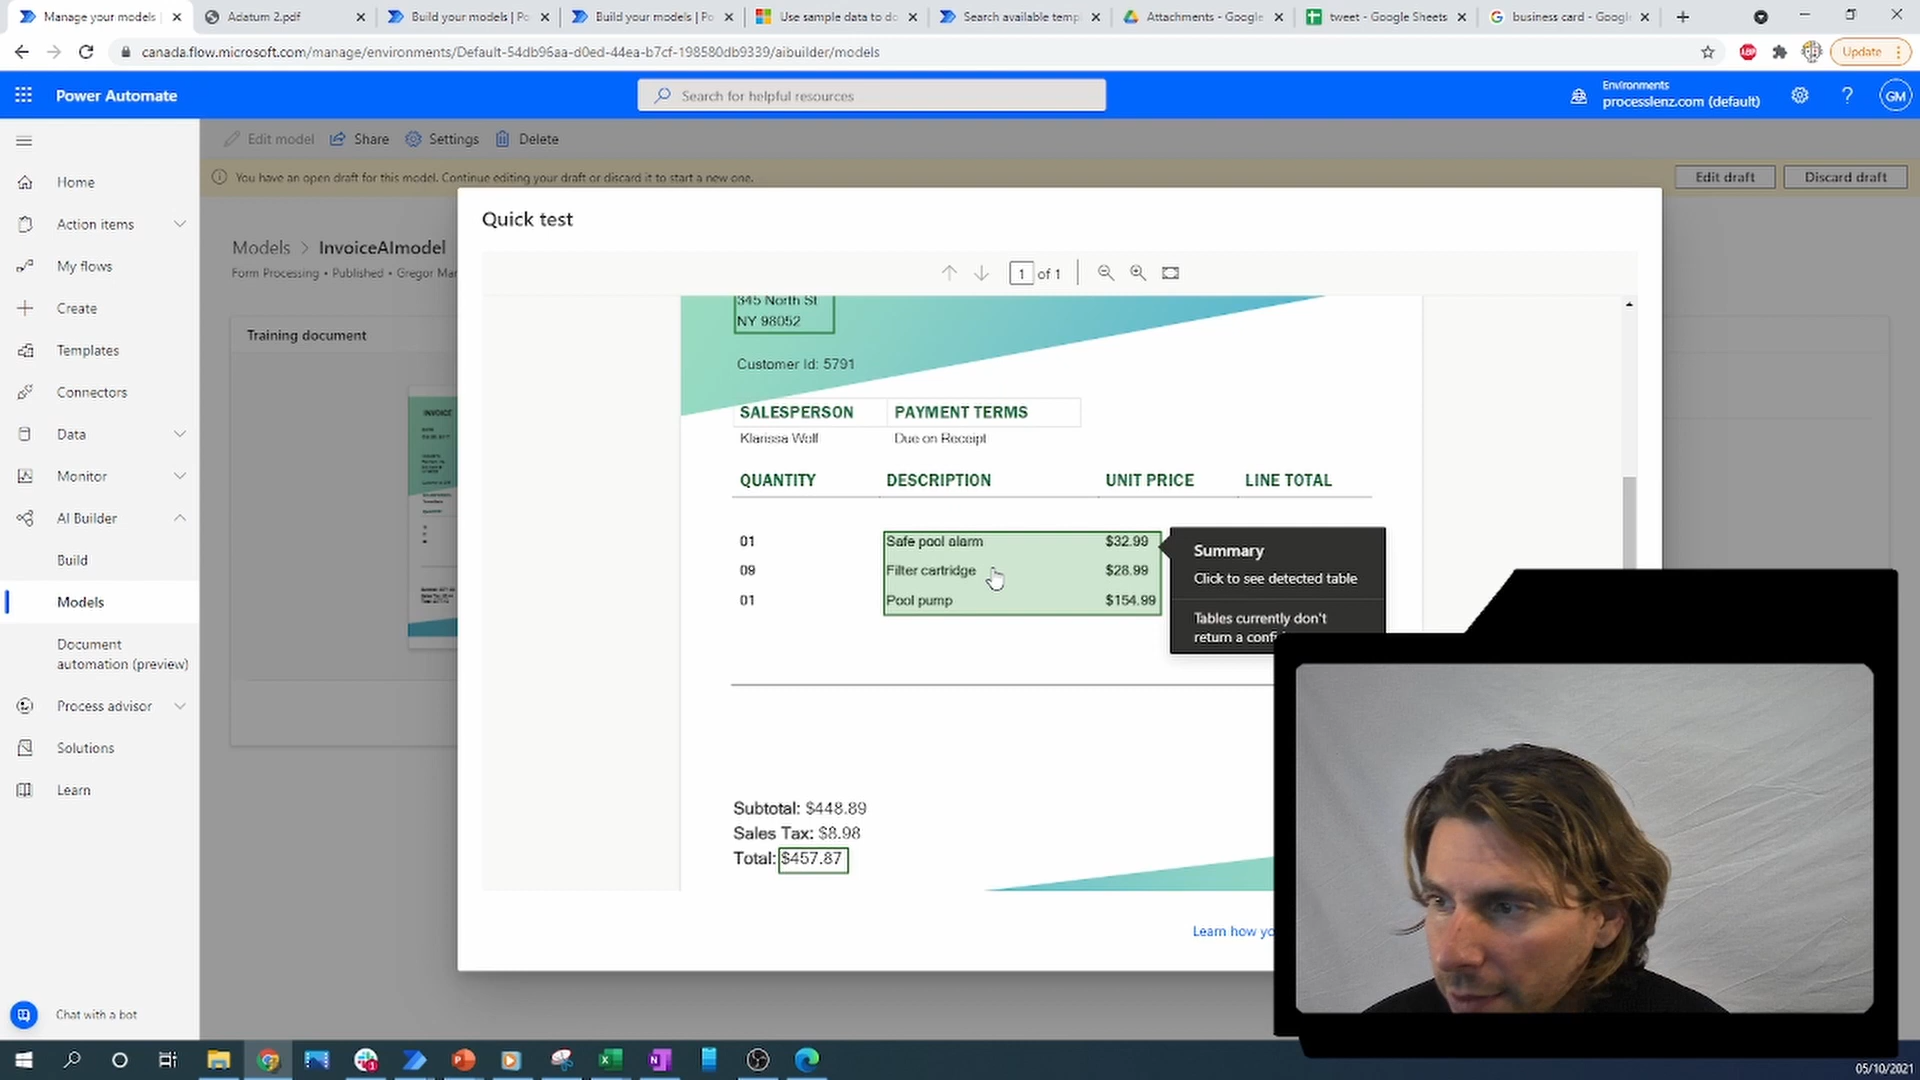 Manage your models |
Adatum 2.pdf
Build your models | Po
Build your models | Po
Use sample data to do
Search available templ
Attachments - Google
tweet - Google Sheets
business card - Googl
canada.flow.microsoft.com/manage/environments/Default-54db96aa-d0ed-44ea-b7cf-198580db9339/aibuilder/models
ABP
Update
Power Automate
Search for helpful resources
Environments
processlenz.com (default)
GM
Edit model
Share
Settings
Delete
You have an open draft for this model. Continue editing your draft or discard it to start a new one.
Edit draft
Discard draft
Home
Action items
My flows
Create
Templates
Connectors
Data
Monitor
AI Builder
Build
Models
Document
automation (preview)
Process advisor
Solutions
Learn
Chat with a bot
Models > InvoiceAImodel
Form Processing • Published • Gregor Mar
Training document
INVOICE
Quick test
1 of 1
345 North St
NY 98052
Customer Id: 5791
SALESPERSON PAYMENT TERMS
Klarissa Wolf Due on Receipt
QUANTITY DESCRIPTION UNIT PRICE LINE TOTAL
01 Safe pool alarm $32.99
09 Filter cartridge $28.99
01 Pool pump $154.99
Summary
Click to see detected table
Tables currently don't
return a confi
Subtotal: $448.89
Sales Tax: $8.98
Total: $457.87
Learn how yo
05/10/2021